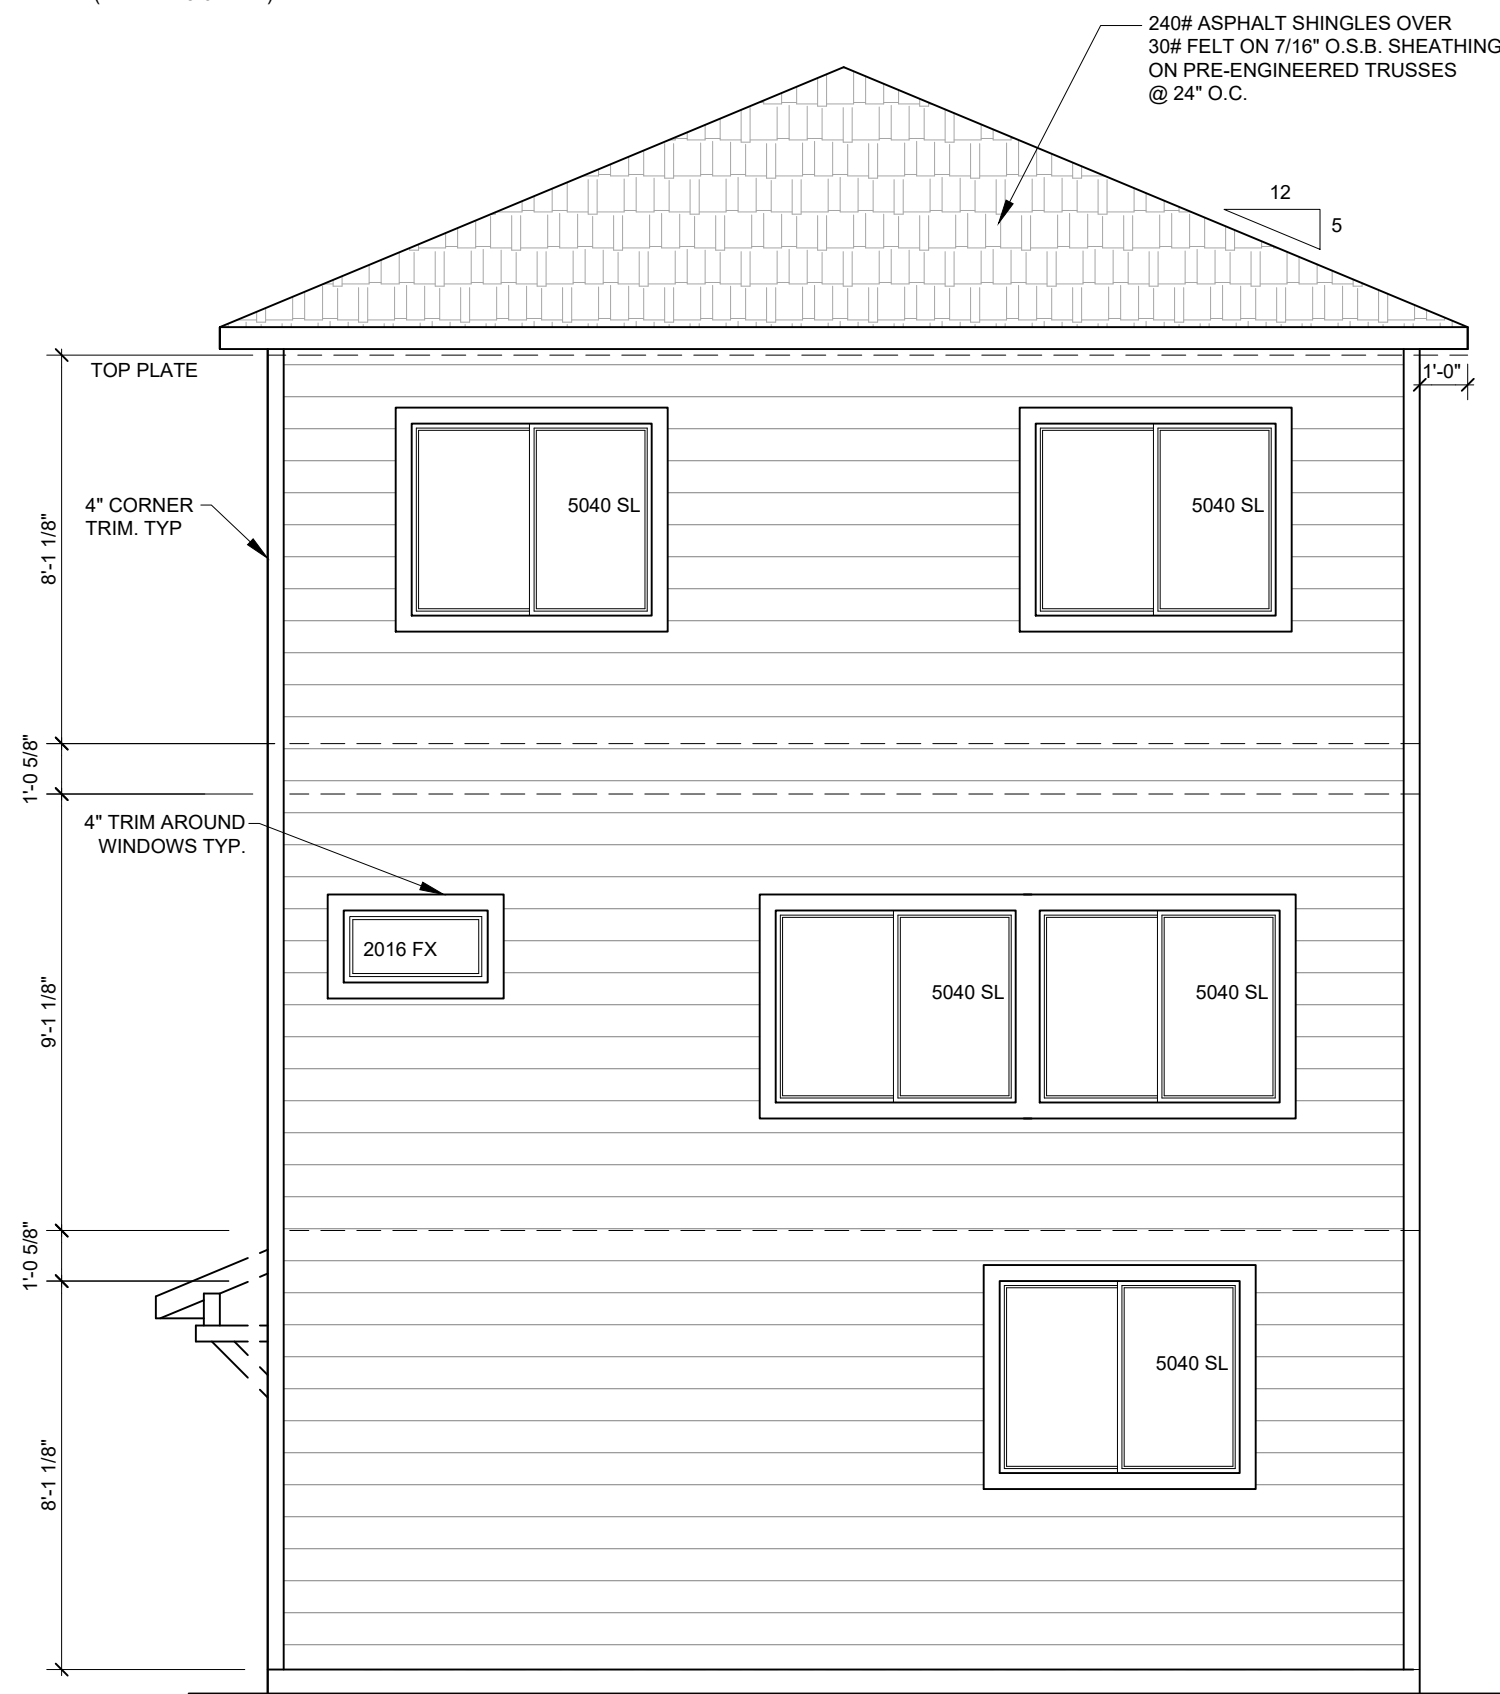 240# ASPHALT SHINGLES OVER
30# FELT ON 7/16" O.S.B. SHEATHING
ON PRE-ENGINEERED TRUSSES
@ 24" O.C.
12
5
TOP PLATE
1'-0"
4" CORNER
TRIM. TYP
5040 SL
5040 SL
8'-1 1/8"
1'-0 5/8"
4" TRIM AROUND
WINDOWS TYP.
2016 FX
5040 SL
5040 SL
9'-1 1/8"
1'-0 5/8"
5040 SL
8'-1 1/8"